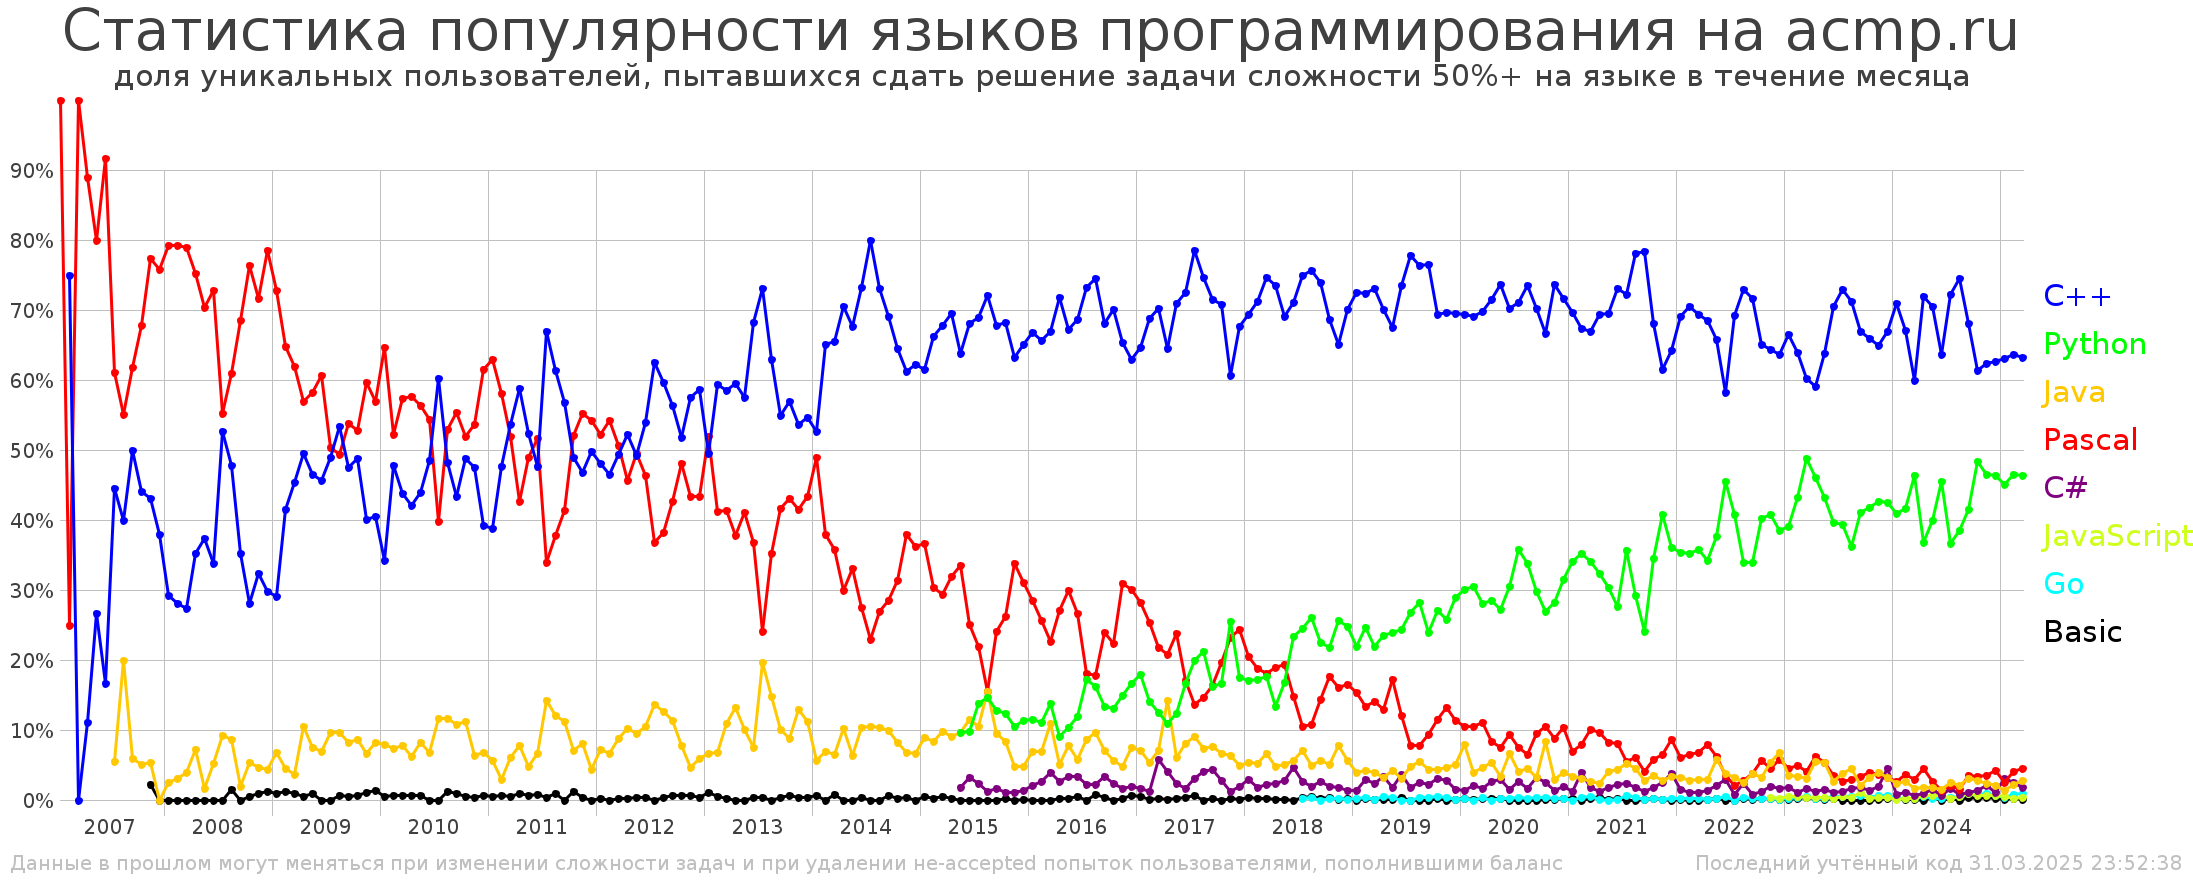 Статистика популярности языков программирования на acmp.ru
доля уникальных пользователей, пытавшихся сдать решение задачи сложности 50%+ на языке в течение месяца
90%
80%
70%
60%
50%
40%
30%
20%
10%
0%
C++
Python
Java
Pascal
C#
JavaScript
Go
Basic
2007 2008 2009 2010 2011 2012 2013 2014 2015 2016 2017 2018 2019 2020 2021 2022 2023 2024
Данные в прошлом могут меняться при изменении сложности задач и при удалении не-accepted попыток пользователями, пополнившими баланс
Последний учтённый код 31.03.2025 23:52:38